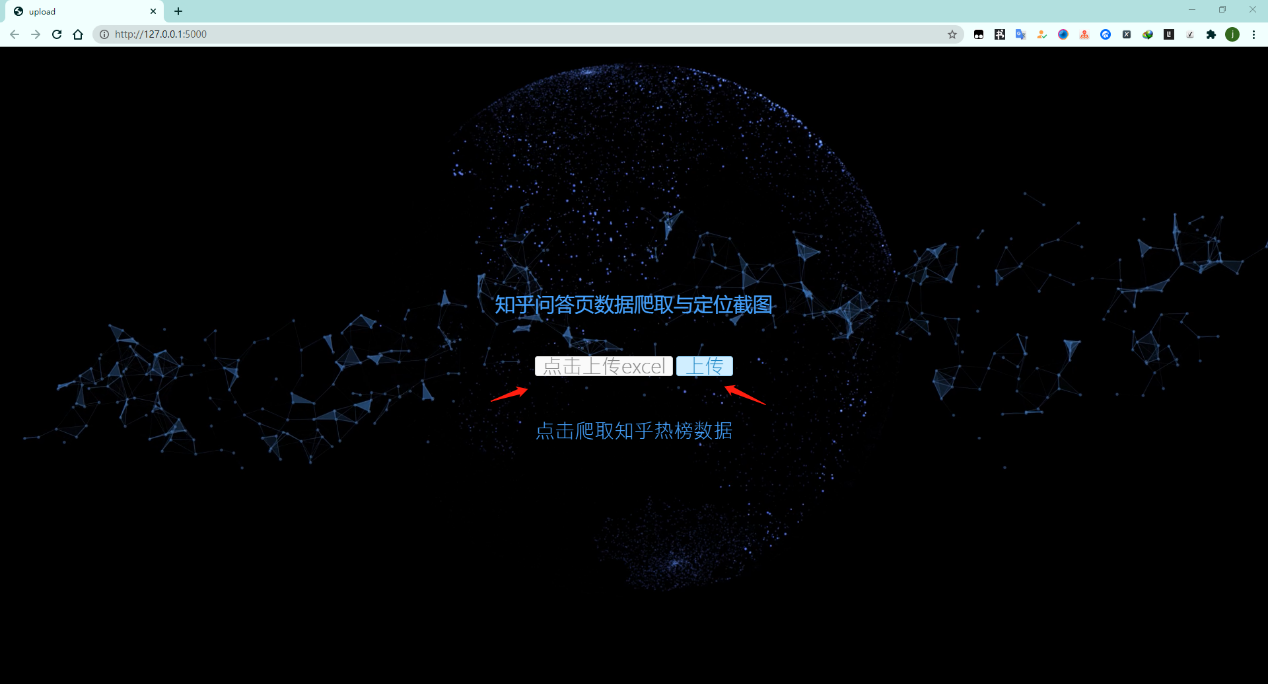 upload
http://127.0.0.1:5000
知乎问答页数据爬取与定位截图
点击上传excel 上传
点击爬取知乎热榜数据